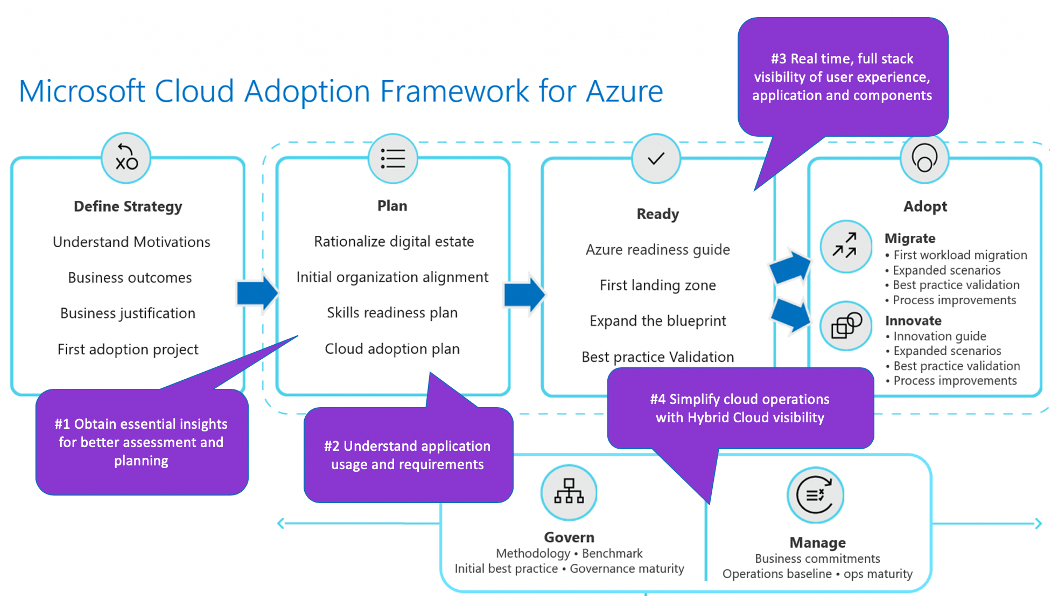 #3 Real time, full stack
visibility of user experience,
application and components
Microsoft Cloud Adoption Framework for Azure
Define Strategy
Understand Motivations
Business outcomes
Business justification
First adoption project
Plan
Rationalize digital estate
Initial organization alignment
Skills readiness plan
Cloud adoption plan
Ready
Azure readiness guide
First landing zone
Expand the blueprint
Best practice Validation
Adopt
Migrate
• First workload migration
• Expanded scenarios
• Best practice validation
• Process improvements
Innovate
• Innovation guide
• Expanded scenarios
• Best practice validation
• Process improvements
#1 Obtain essential insights
for better assessment and
planning
#2 Understand application
usage and requirements
#4 Simplify cloud operations
with Hybrid Cloud visibility
Govern
Methodology • Benchmark
Initial best practice • Governance maturity
Manage
Business commitments
Operations baseline • ops maturity